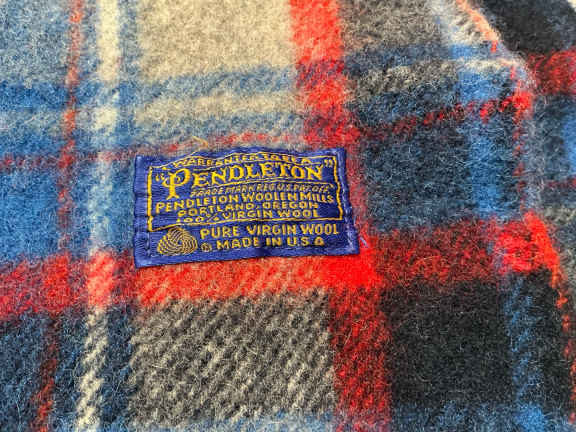 WARRANTED TO BE A
"PENDLETON"
TRADE MARK REG. U.S. PAT. OFF.
PENDLETON WOOLEN MILLS
PORTLAND, OREGON
100% VIRGIN WOOL
PURE VIRGIN WOOL
MADE IN U.S.A